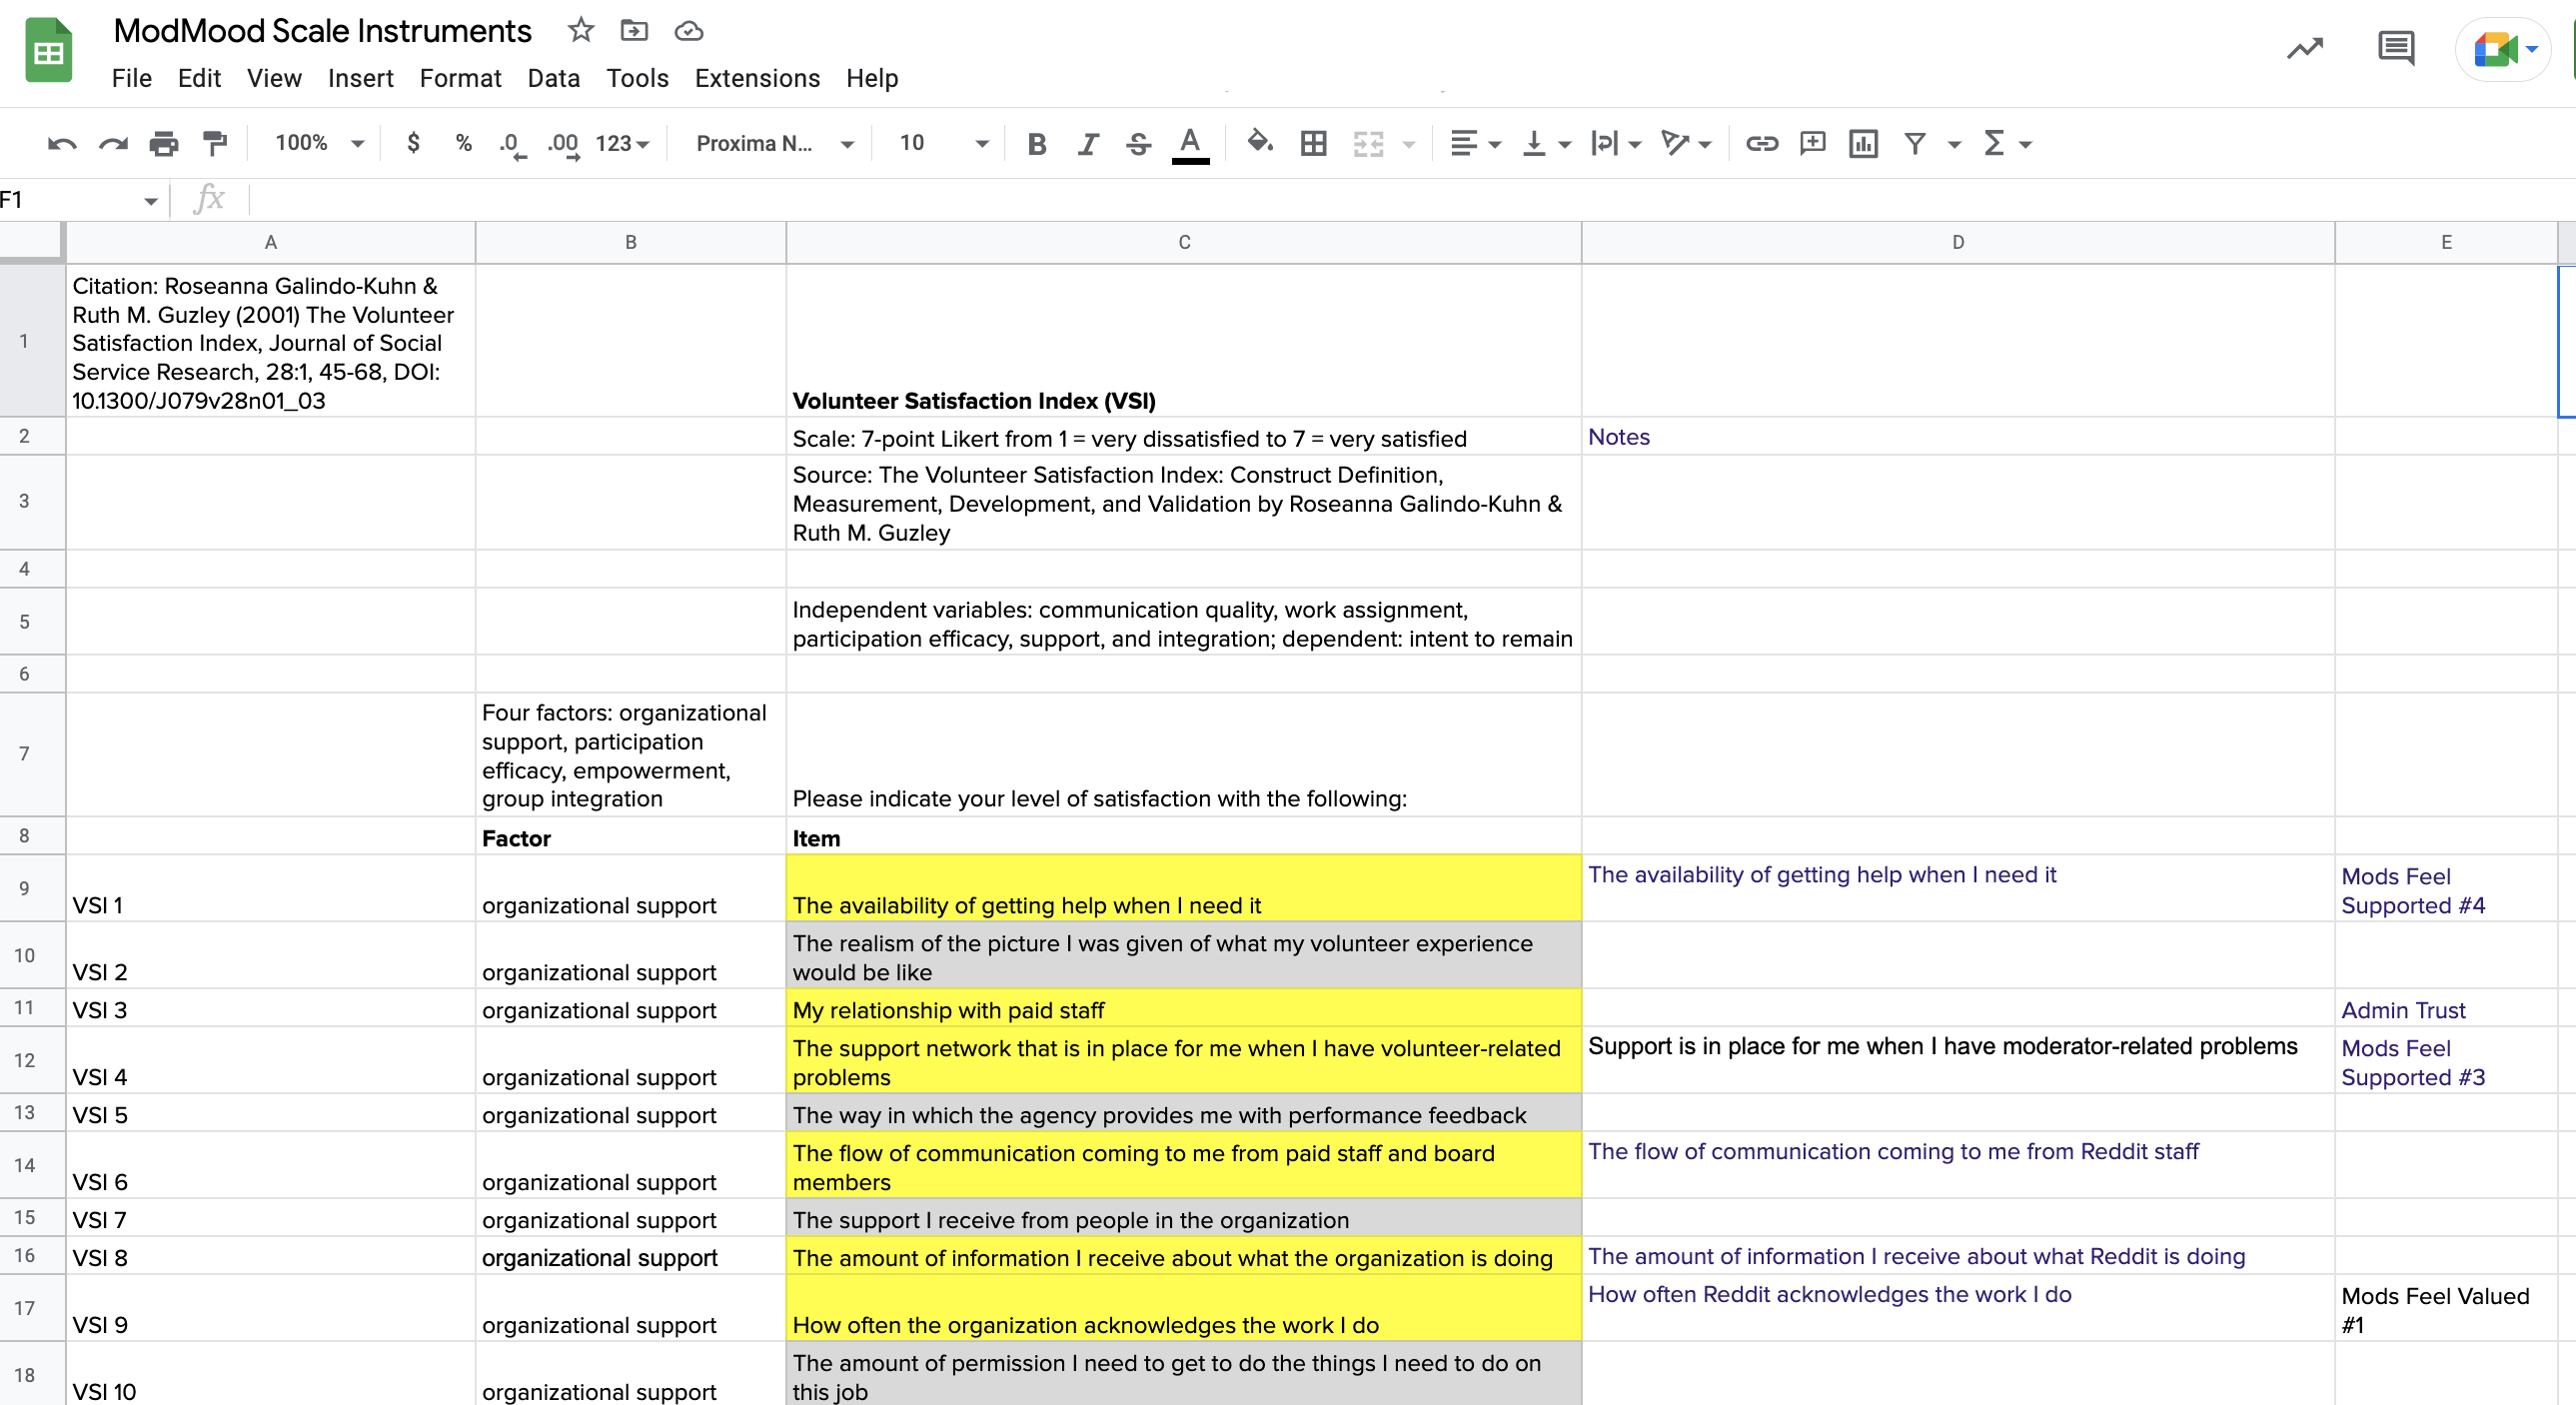 ModMood Scale Instruments
File Edit View Insert Format Data Tools Extensions Help
100% $ % .0 .00 123 Proxima N... 10 B I S A
F1 fx
A B C D E
1
Citation: Roseanna Galindo-Kuhn &
Ruth M. Guzley (2001) The Volunteer
Satisfaction Index, Journal of Social
Service Research, 28:1, 45-68, DOI:
10.1300/J079v28n01_03
Volunteer Satisfaction Index (VSI)
2
Scale: 7-point Likert from 1 = very dissatisfied to 7 = very satisfied
Notes
3
Source: The Volunteer Satisfaction Index: Construct Definition,
Measurement, Development, and Validation by Roseanna Galindo-Kuhn &
Ruth M. Guzley
4
5
Independent variables: communication quality, work assignment,
participation efficacy, support, and integration; dependent: intent to remain
6
7
Four factors: organizational
support, participation
efficacy, empowerment,
group integration
Please indicate your level of satisfaction with the following:
8
Factor
Item
9
VSI 1
organizational support
The availability of getting help when I need it
The availability of getting help when I need it
Mods Feel
Supported #4
10
VSI 2
organizational support
The realism of the picture I was given of what my volunteer experience
would be like
11
VSI 3
organizational support
My relationship with paid staff
Admin Trust
12
VSI 4
organizational support
The support network that is in place for me when I have volunteer-related
problems
Support is in place for me when I have moderator-related problems
Mods Feel
Supported #3
13
VSI 5
organizational support
The way in which the agency provides me with performance feedback
14
VSI 6
organizational support
The flow of communication coming to me from paid staff and board
members
The flow of communication coming to me from Reddit staff
15
VSI 7
organizational support
The support I receive from people in the organization
16
VSI 8
organizational support
The amount of information I receive about what the organization is doing
The amount of information I receive about what Reddit is doing
17
VSI 9
organizational support
How often the organization acknowledges the work I do
How often Reddit acknowledges the work I do
Mods Feel Valued
#1
18
VSI 10
organizational support
The amount of permission I need to get to do the things I need to do on
this job